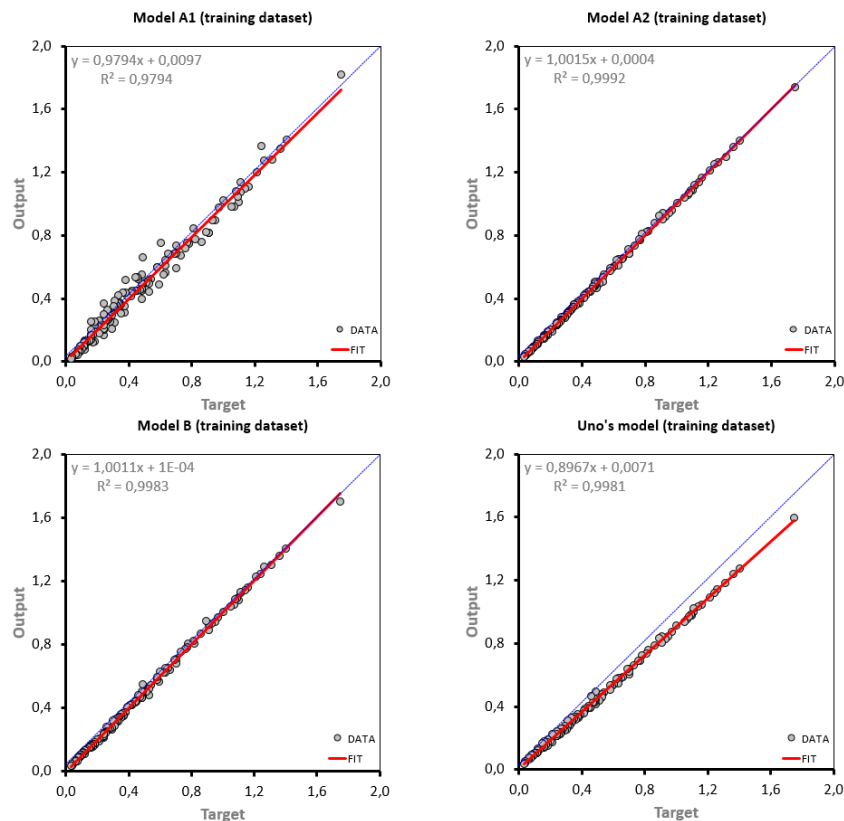 Model A1 (training dataset)
2,0
1,6
1,2
0,8
0,4
0,0
Output
y = 0,9794x + 0,0097
R² = 0,9794
DATA
FIT
0,0 0,4 0,8 1,2 1,6 2,0
Target
Model A2 (training dataset)
2,0
1,6
1,2
0,8
0,4
0,0
Output
y = 1,0015x + 0,0004
R² = 0,9992
DATA
FIT
0,0 0,4 0,8 1,2 1,6 2,0
Target
Model B (training dataset)
2,0
1,6
1,2
0,8
0,4
0,0
Output
y = 1,0011x + 1E-04
R² = 0,9983
DATA
FIT
0,0 0,4 0,8 1,2 1,6 2,0
Target
Uno's model (training dataset)
2,0
1,6
1,2
0,8
0,4
0,0
Output
y = 0,8967x + 0,0071
R² = 0,9981
DATA
FIT
0,0 0,4 0,8 1,2 1,6 2,0
Target